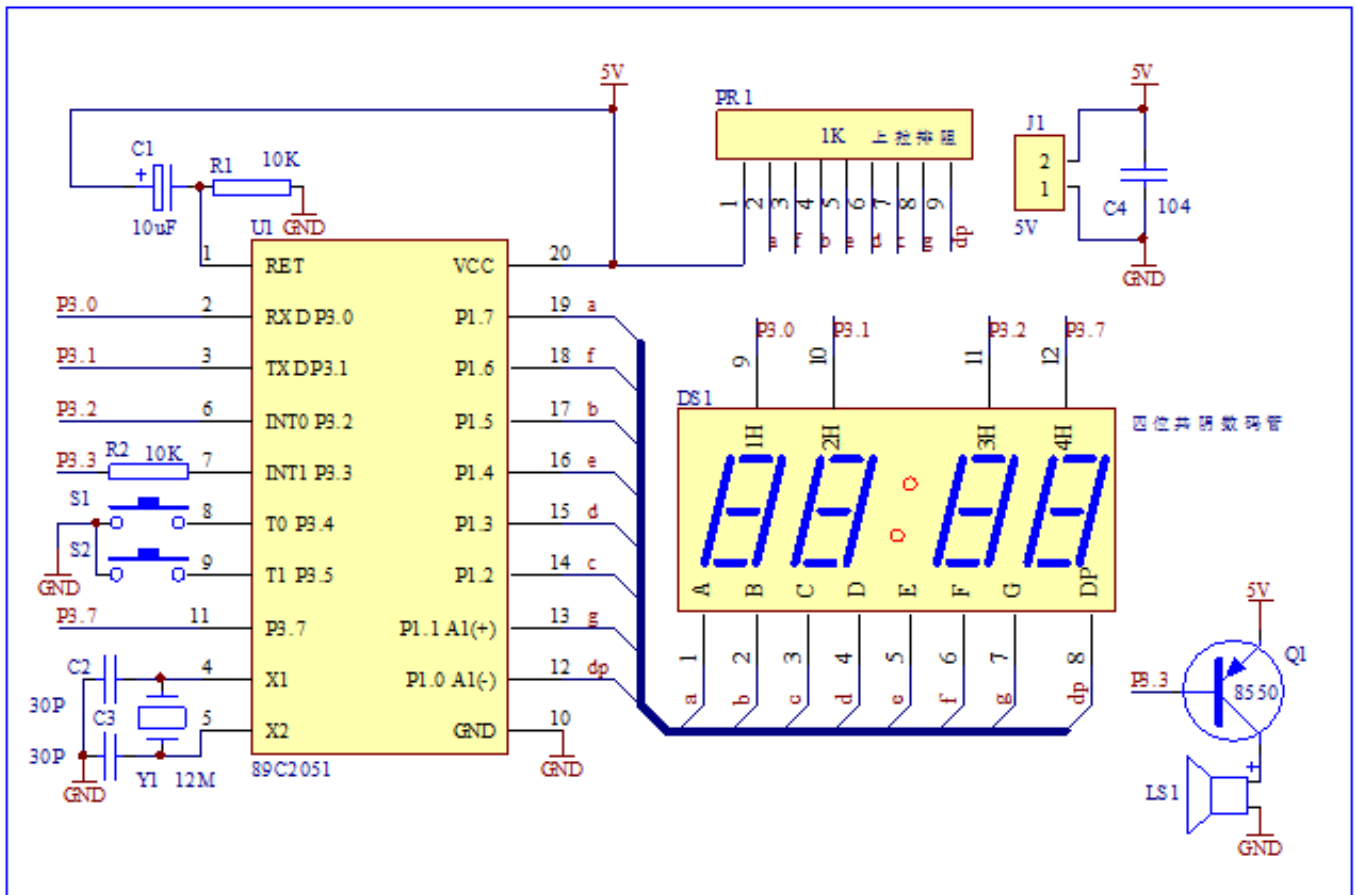 5V
C1
+
10uF
R1
10K
GND
U1
1 RET
VCC 20
P3.0 2 RXD P3.0
P1.7 19 a
P3.1 3 TXD P3.1
P1.6 18 f
P3.2 6 INT0 P3.2
P1.5 17 b
P3.3 R2 10K 7 INT1 P3.3
P1.4 16 e
S1 8 T0 P3.4
P1.3 15 d
S2 9 T1 P3.5
P1.2 14 c
GND
P3.7 11 P3.7
P1.1 A1(+) 13 g
C2 30P 4 X1
P1.0 A1(-) 12 dp
C3 30P 5 X2
GND 10
GND
GND
Y1 12M
89C2051
PR1
1K 上拉排阻
1 2 3 4 5 6 7 8 9
a f b e d c g dp
5V
J1
2
1
5V
C4 104
GND
P3.0 P3.1 P3.2 P3.7
9 10 11 12
DS1
四位共阴数码管
1H 2H 3H 4H
A B C D E F G DP
1 2 3 4 5 6 7 8
a b c d e f g dp
5V
Q1
P3.3
8550
+
LS1
GND